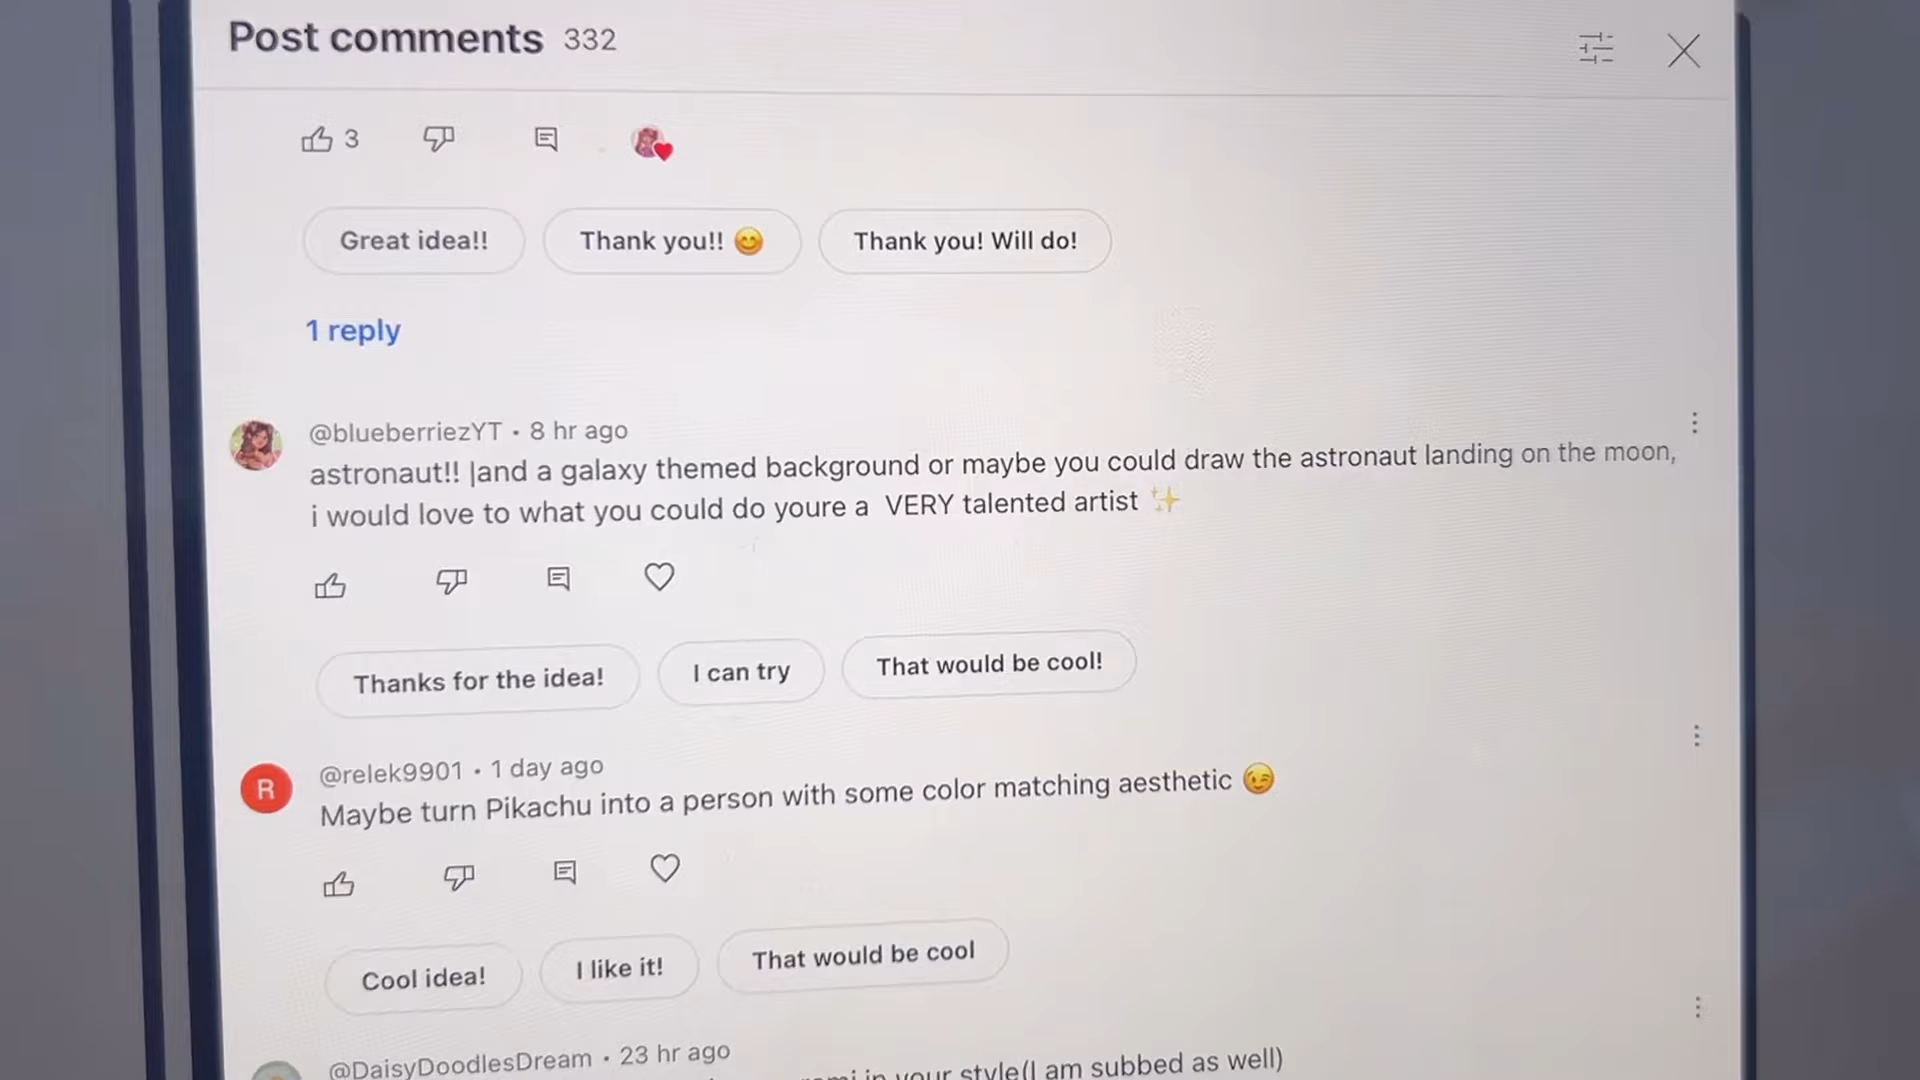 Post comments 332
3
Great idea!! Thank you!! 😊 Thank you! Will do!
1 reply
@blueberriezYT · 8 hr ago
astronaut!! |and a galaxy themed background or maybe you could draw the astronaut landing on the moon,
i would love to what you could do youre a VERY talented artist ✨
Thanks for the idea! I can try That would be cool!
R
@relek9901 · 1 day ago
Maybe turn Pikachu into a person with some color matching aesthetic 😉
Cool idea! I like it! That would be cool
@DaisyDoodlesDream · 23 hr ago
in your style(I am subbed as well)